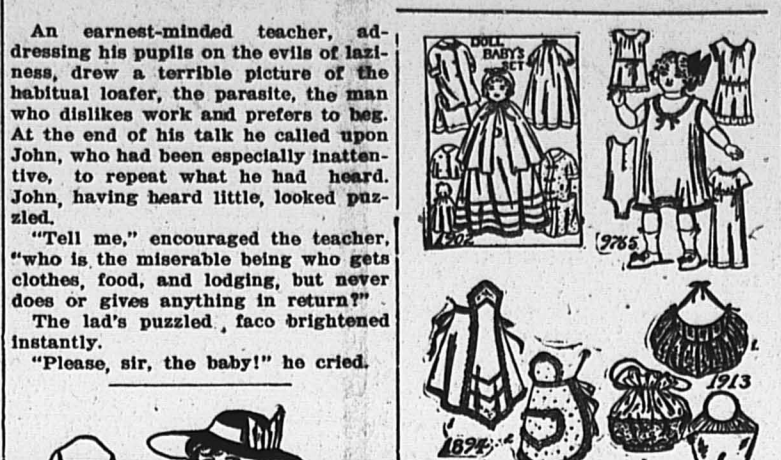 An earnest-minded teacher, ad-
dressing his pupils on the evils of lazi-
ness, drew a terrible picture of the
habitual loafer, the parasite, the man
who dislikes work and prefers to beg.
At the end of his talk he called upon
John, who had been especially inatten-
tive, to repeat what he had heard.
John, having heard little, looked puz-
zled.
"Tell me," encouraged the teacher,
"who is the miserable being who gets
clothes, food, and lodging, but never
does or gives anything in return?"
The lad's puzzled, faco brightened
instantly.
"Please, sir, the baby!" he cried.
DOLL
BABY'S
SET
1902
9765
1.
1913
1894
2.